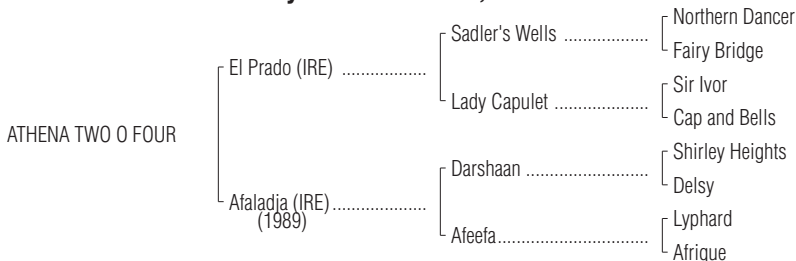 Northern Dancer
Sadler's Wells ..................
Fairy Bridge
El Prado (IRE) ..................
Sir Ivor
Lady Capulet ....................
Cap and Bells
ATHENA TWO O FOUR
Shirley Heights
Darshaan ..........................
Delsy
Afaladja (IRE) ....................
(1989)
Lyphard
Afeefa.................................
Afrique